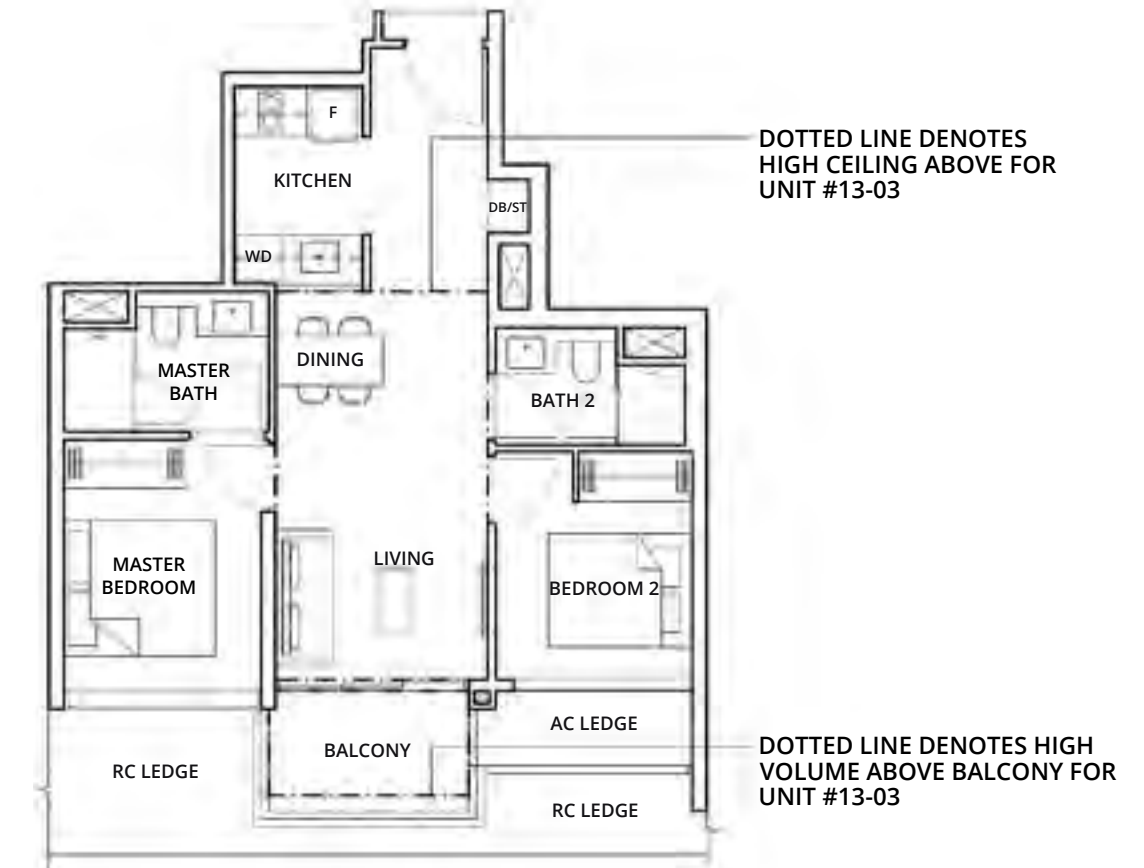 F
KITCHEN
WD
DB/ST
DOTTED LINE DENOTES
HIGH CEILING ABOVE FOR
UNIT #13-03
MASTER
BATH
DINING
BATH 2
MASTER
BEDROOM
LIVING
BEDROOM 2
BALCONY
AC LEDGE
RC LEDGE
RC LEDGE
DOTTED LINE DENOTES HIGH
VOLUME ABOVE BALCONY FOR
UNIT #13-03